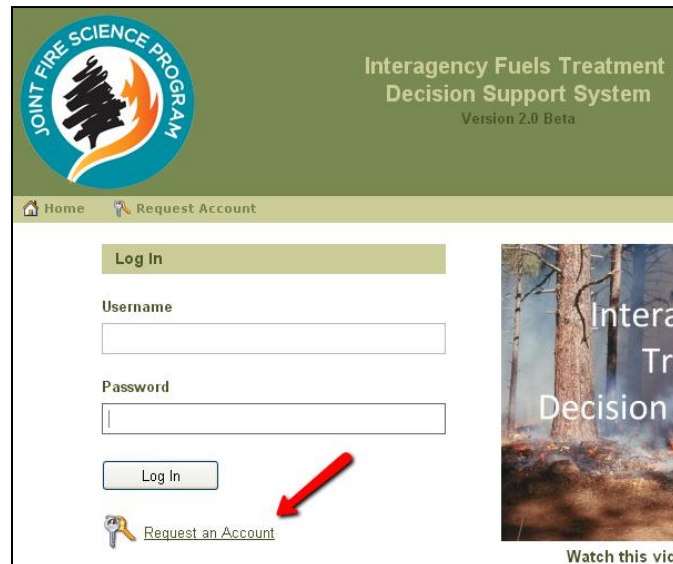 JOINT FIRE SCIENCE PROGRAM
Interagency Fuels Treatment
Decision Support System
Version 2.0 Beta
Home Request Account
Log In
Username
Password
Log In
Request an Account
Intera
Tr
Decision
Watch this vid